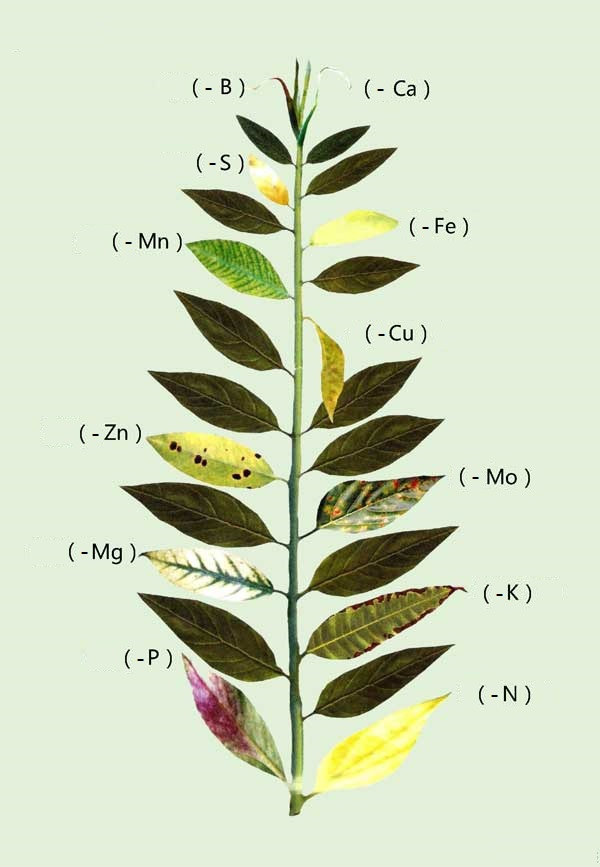 (- B)
(- Ca)
(-S)
(-Fe)
(-Mn)
(-Cu)
(-Zn)
(- Mo)
(-Mg)
(-K)
(-P)
(-N)